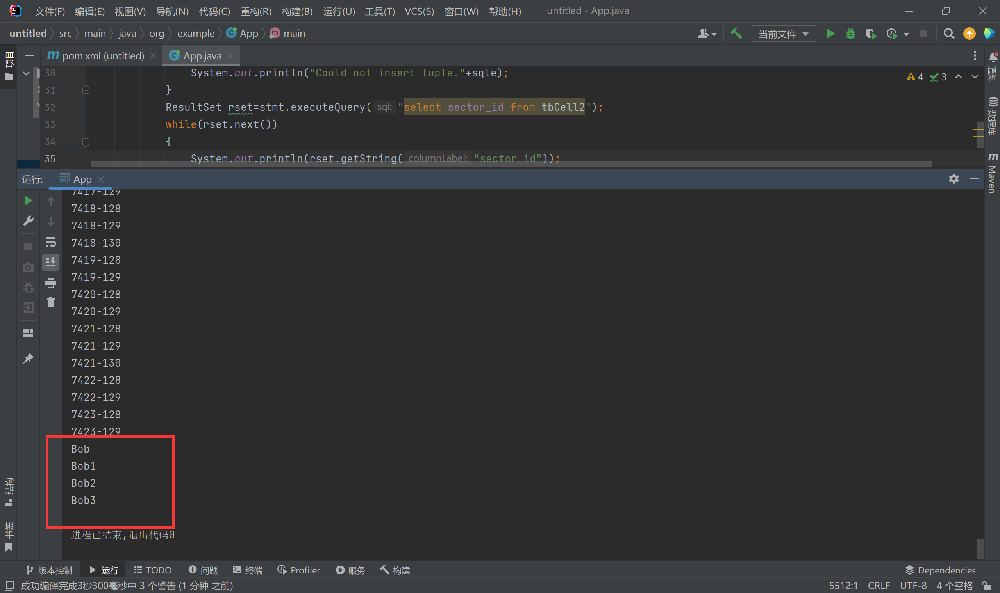 文件(F) 编辑(E) 视图(V) 导航(N) 代码(C) 重构(R) 构建(B) 运行(U) 工具(T) VCS(S) 窗口(W) 帮助(H) untitled - App.java
untitled src main java org example App main 当前文件
项目
pom.xml (untitled) App.java
30 System.out.println("Could not insert tuple."+sqle);
4 3
31 }
32 ResultSet rset=stmt.executeQuery( sql: "select sector_id from tbCell2");
33 while(rset.next())
34 {
35 System.out.println(rset.getString( columnLabel: "sector_id"));
通知
数据库
Maven
运行: App
7417-129
7418-128
7418-129
7418-130
7419-128
7419-129
7420-128
7420-129
7421-128
7421-129
7421-130
7422-128
7422-129
7423-128
7423-129
Bob
Bob1
Bob2
Bob3
进程已结束,退出代码0
结构
书签
版本控制 运行 TODO 问题 终端 Profiler 服务 构建 Dependencies
成功编译完成3秒300毫秒中 3 个警告 (1 分钟 之前) 5512:1 CRLF UTF-8 4 个空格